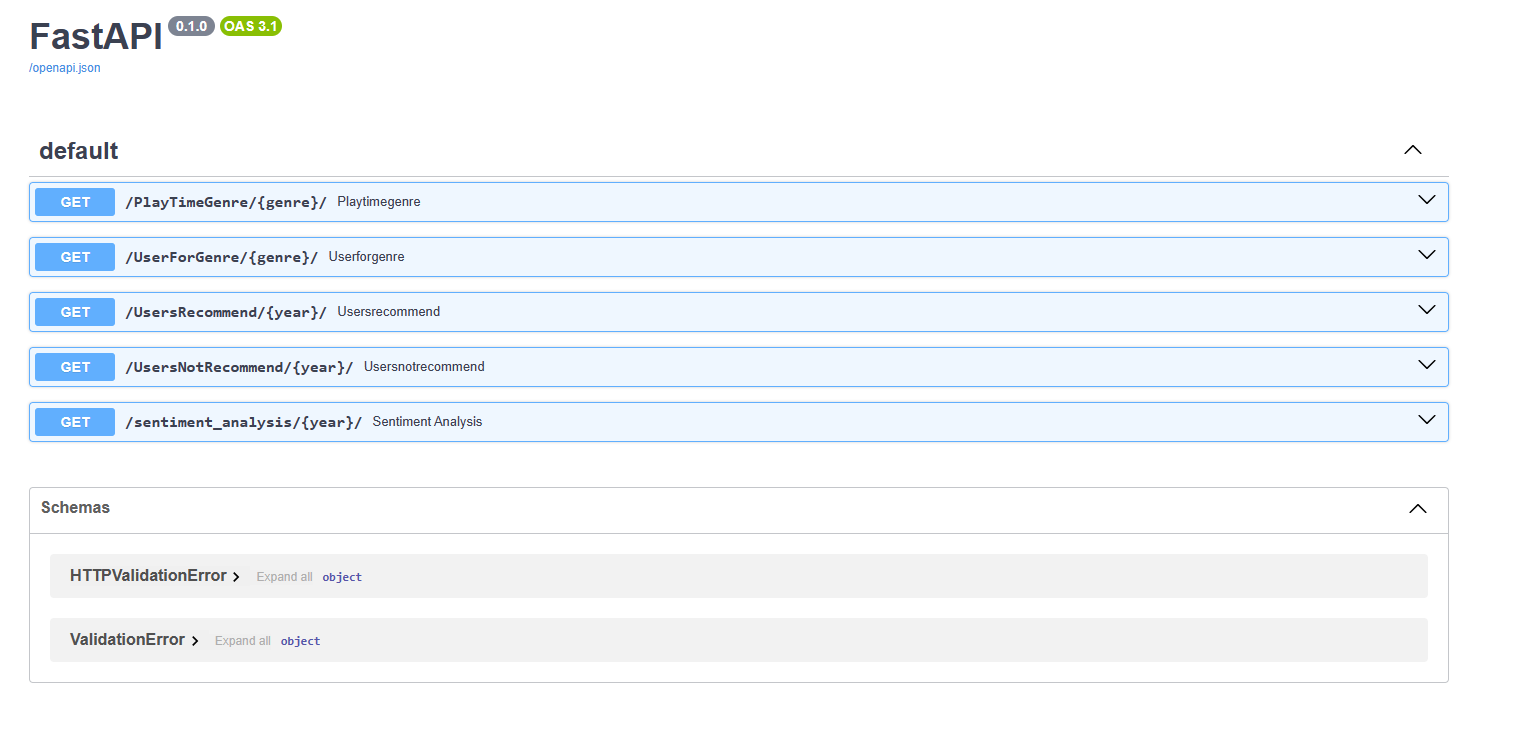 FastAPI 0.1.0 OAS 3.1
/openapi.json
default
GET /PlayTimeGenre/{genre}/ Playtimegenre
GET /UserForGenre/{genre}/ Userforgenre
GET /UsersRecommend/{year}/ Usersrecommend
GET /UsersNotRecommend/{year}/ Usersnotrecommend
GET /sentiment_analysis/{year}/ Sentiment Analysis
Schemas
HTTPValidationError Expand all object
ValidationError Expand all object